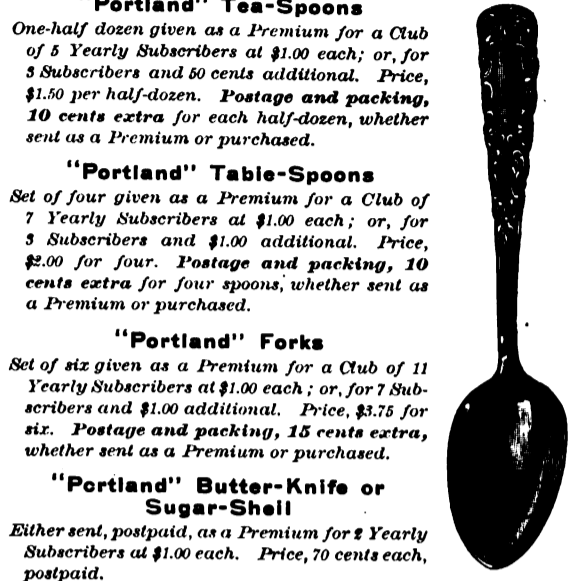 "Portland" Tea-Spoons
One-half dozen given as a Premium for a Club
of 5 Yearly Subscribers at $1.00 each; or, for
3 Subscribers and 50 cents additional. Price,
$1.50 per half-dozen. Postage and packing,
10 cents extra for each half-dozen, whether
sent as a Premium or purchased.
"Portland" Table-Spoons
Set of four given as a Premium for a Club of
7 Yearly Subscribers at $1.00 each; or, for
3 Subscribers and $1.00 additional. Price,
$2.00 for four. Postage and packing, 10
cents extra for four spoons, whether sent as
a Premium or purchased.
"Portland" Forks
Set of six given as a Premium for a Club of 11
Yearly Subscribers at $1.00 each; or, for 7 Sub-
scribers and $1.00 additional. Price, $3.75 for
six. Postage and packing, 15 cents extra,
whether sent as a Premium or purchased.
"Portland" Butter-Knife or
Sugar-Shell
Either sent, postpaid, as a Premium for 2 Yearly
Subscribers at $1.00 each. Price, 70 cents each,
postpaid.